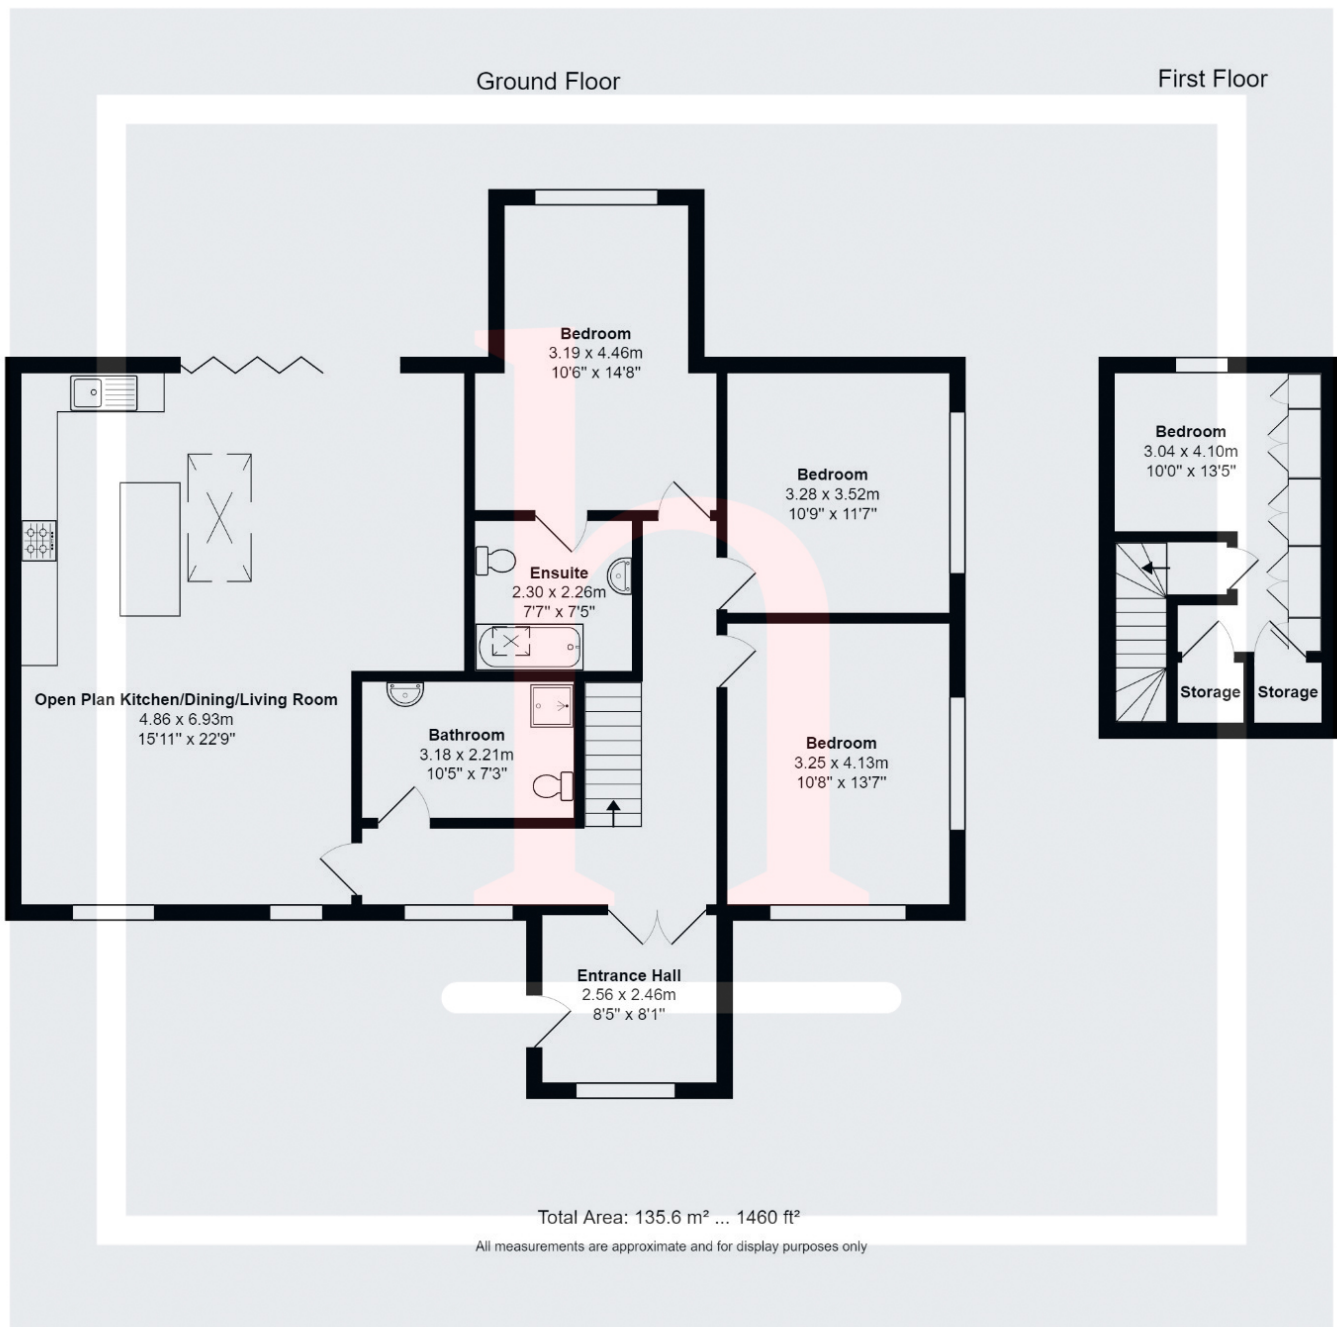 Ground Floor
First Floor
Bedroom
3.19 x 4.46m
10'6" x 14'8"
Bedroom
3.04 x 4.10m
10'0" x 13'5"
Bedroom
3.28 x 3.52m
10'9" x 11'7"
Ensuite
2.30 x 2.26m
7'7" x 7'5"
Open Plan Kitchen/Dining/Living Room
4.86 x 6.93m
15'11" x 22'9"
Bathroom
3.18 x 2.21m
10'5" x 7'3"
Bedroom
3.25 x 4.13m
10'8" x 13'7"
Storage
Storage
Entrance Hall
2.56 x 2.46m
8'5" x 8'1"
Total Area: 135.6 m² ... 1460 ft²
All measurements are approximate and for display purposes only
h